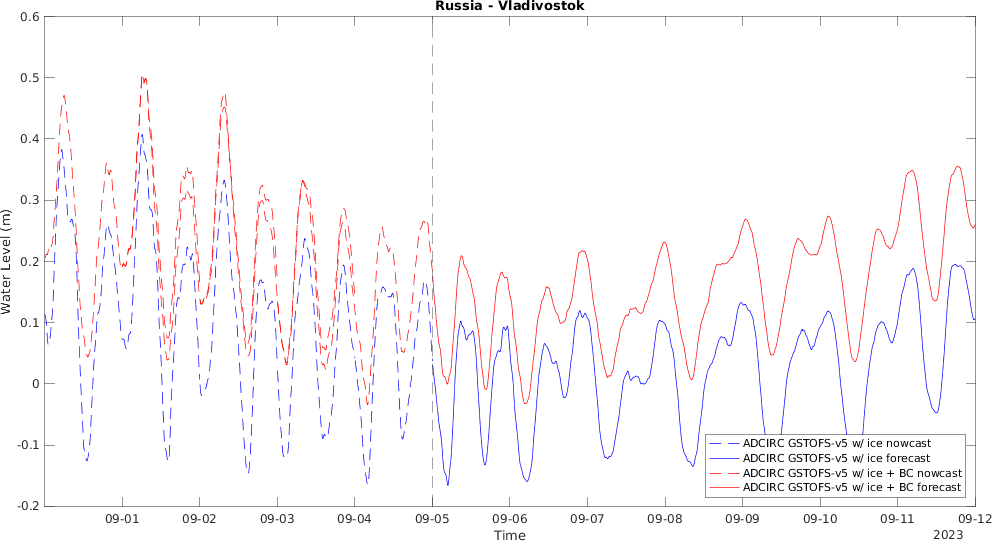 Russia - Vladivostok
Water Level (m)
0.6
0.5
0.4
0.3
0.2
0.1
0
-0.1
-0.2
ADCIRC GSTOFS-v5 w/ ice nowcast
ADCIRC GSTOFS-v5 w/ ice forecast
ADCIRC GSTOFS-v5 w/ ice + BC nowcast
ADCIRC GSTOFS-v5 w/ ice + BC forecast
09-01 09-02 09-03 09-04 09-05 09-06 09-07 09-08 09-09 09-10 09-11 09-12
Time
2023